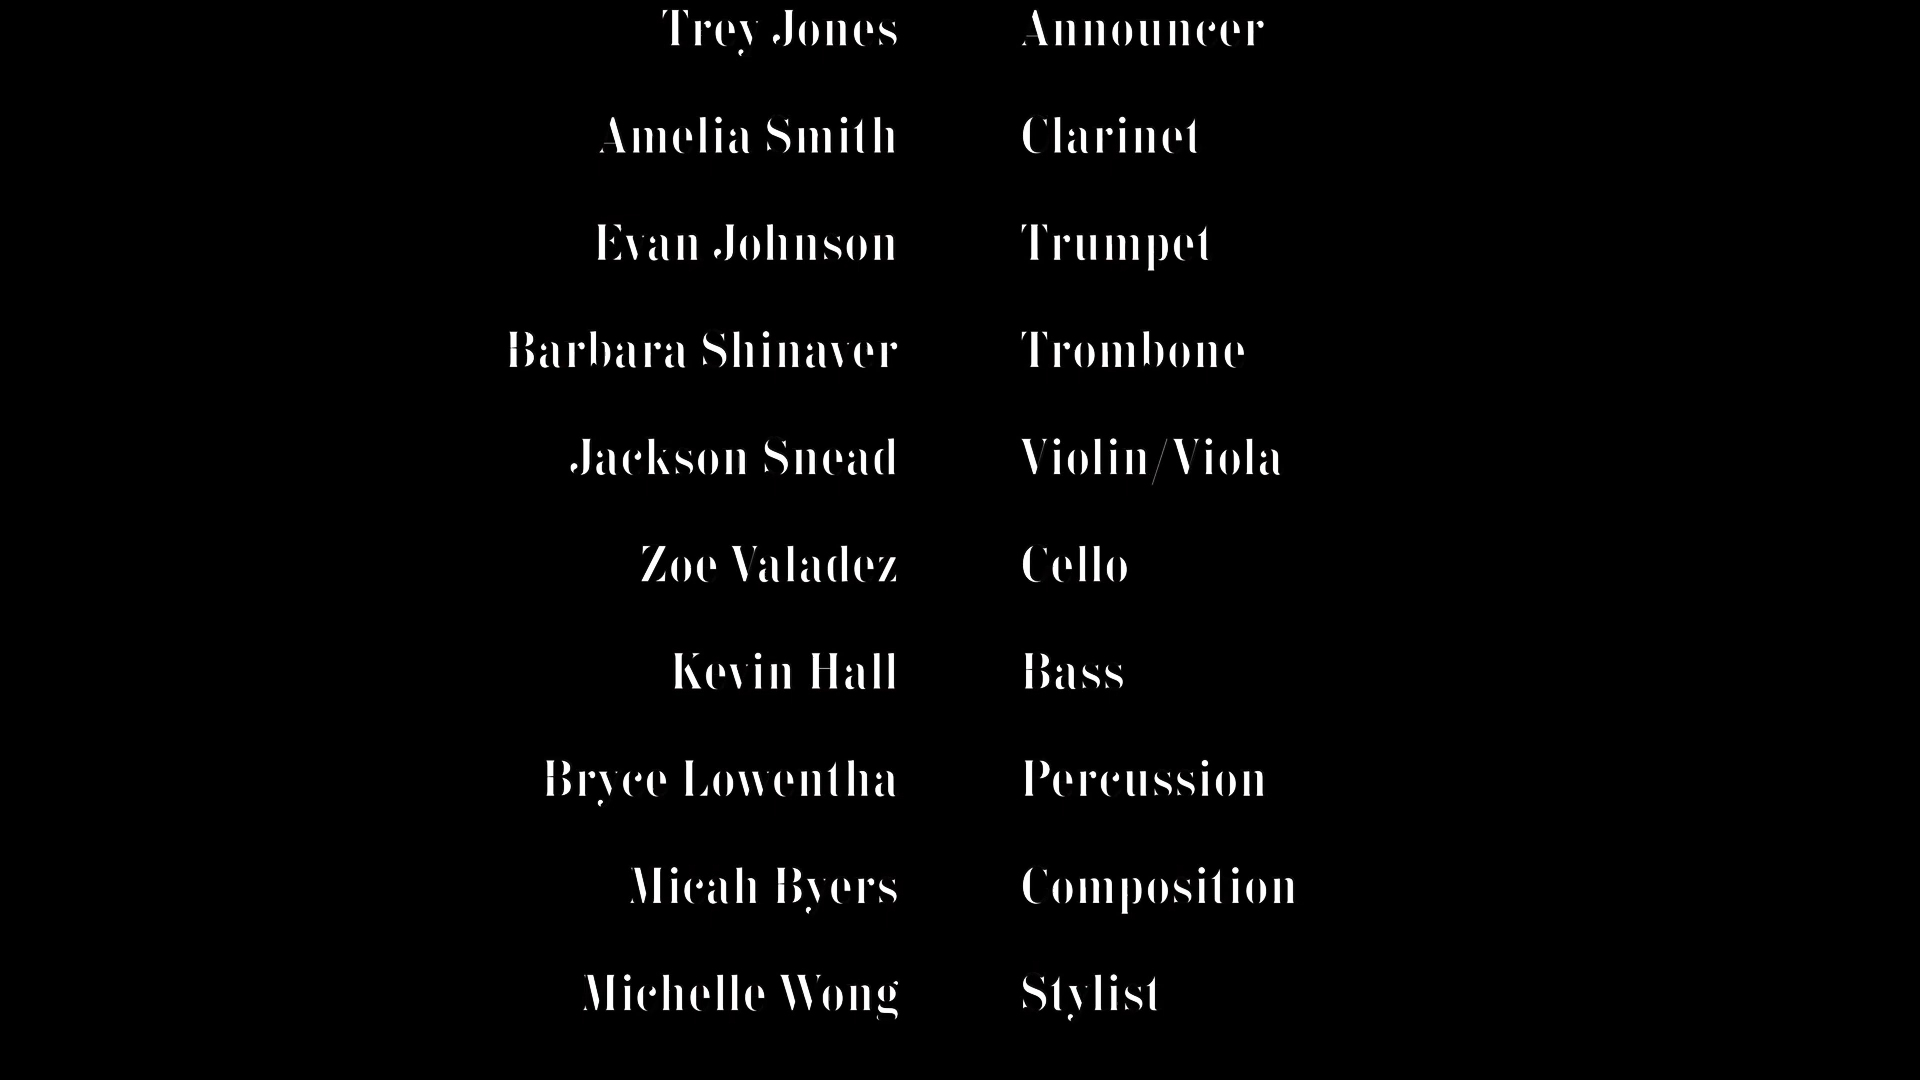 Trey Jones Announcer
Amelia Smith Clarinet
Evan Johnson Trumpet
Barbara Shinaver Trombone
Jackson Snead Violin/Viola
Zoe Valadez Cello
Kevin Hall Bass
Bryce Lowentha Percussion
Micah Byers Composition
Michelle Wong Stylist